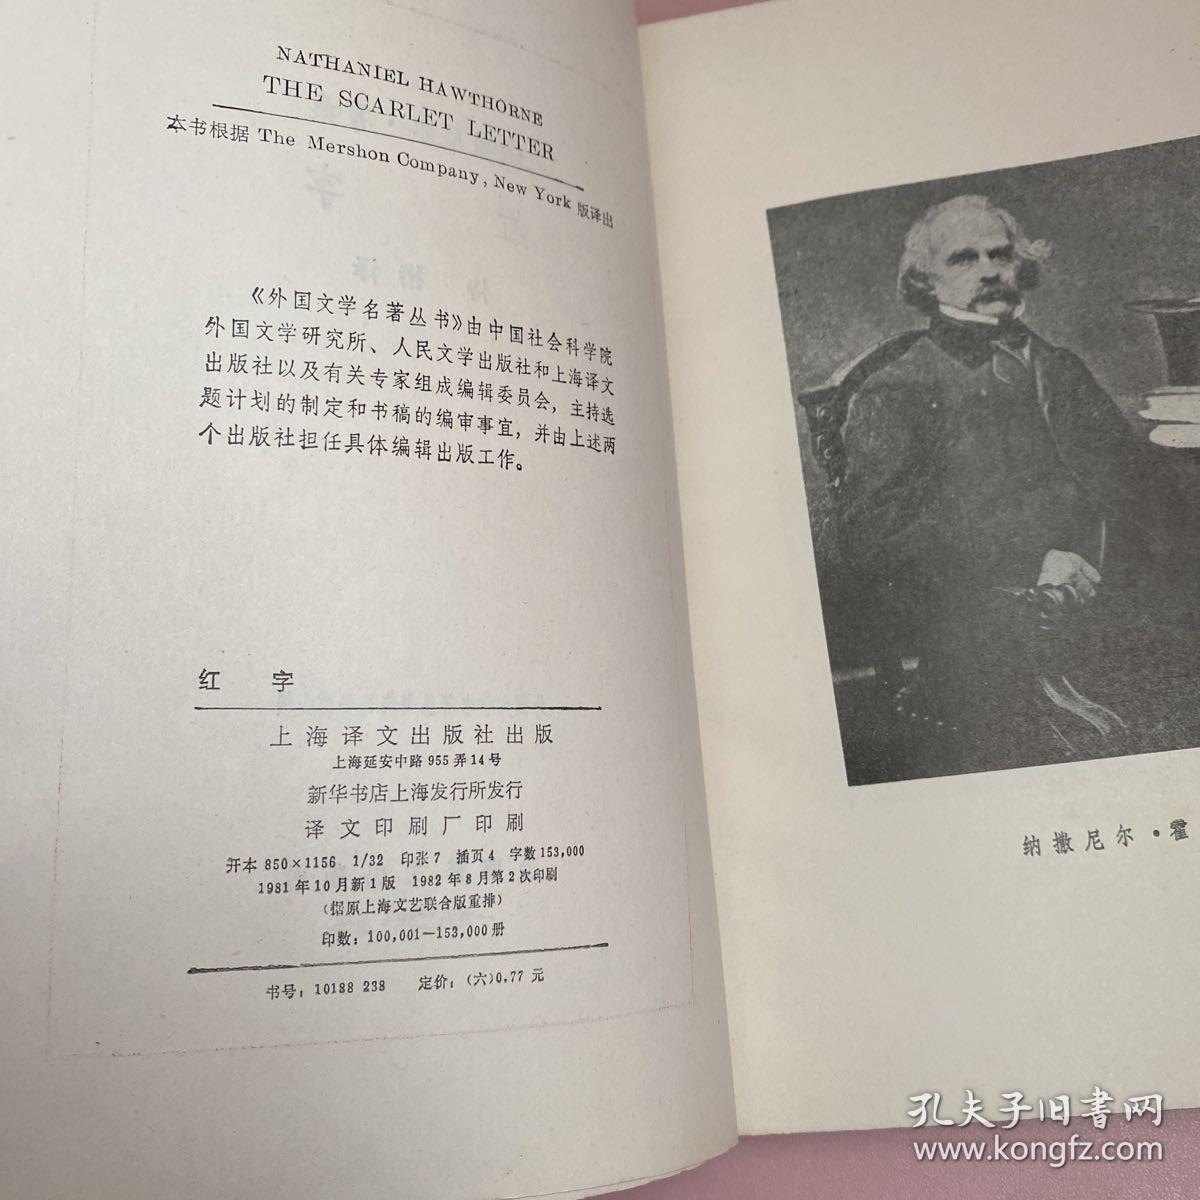 NATHANIEL HAWTHORNE
THE SCARLET LETTER
本书根据 The Mershon Company, New York 版译出
《外国文学名著丛书》由中国社会科学院
外国文学研究所、人民文学出版社和上海译文
出版社以及有关专家组成编辑委员会，主持选
题计划的制定和书稿的编审事宜，并由上述两
个出版社担任具体编辑出版工作。
红 字
上海译文出版社出版
上海延安中路 955 弄 14 号
新华书店上海发行所发行
译文印刷厂印刷
开本 850×1156 1/32 印张 7 插页 4 字数 153,000
1981 年 10 月新 1 版 1982 年 8 月第 2 次印刷
（据原上海文艺联合版重排）
印数：100,001—153,000 册
书号：10188 238 定价：（六）0.77 元
纳撒尼尔·霍
孔夫子旧书网
www.kongfz.com